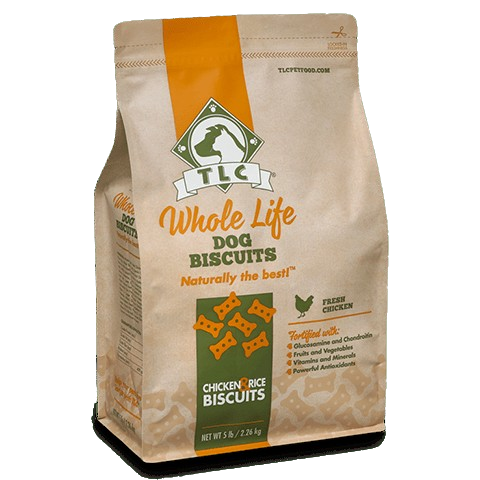 TLCPETFOOD.COM
TLC®
Whole Life
DOG
BISCUITS
Naturally the best!™
FRESH
CHICKEN
Fortified with:
Glucosamine and Chondroitin
Fruits and Vegetables
Vitamins and Minerals
Powerful Antioxidants
CHICKEN & RICE
BISCUITS
NET WT 5 lb / 2.26 kg